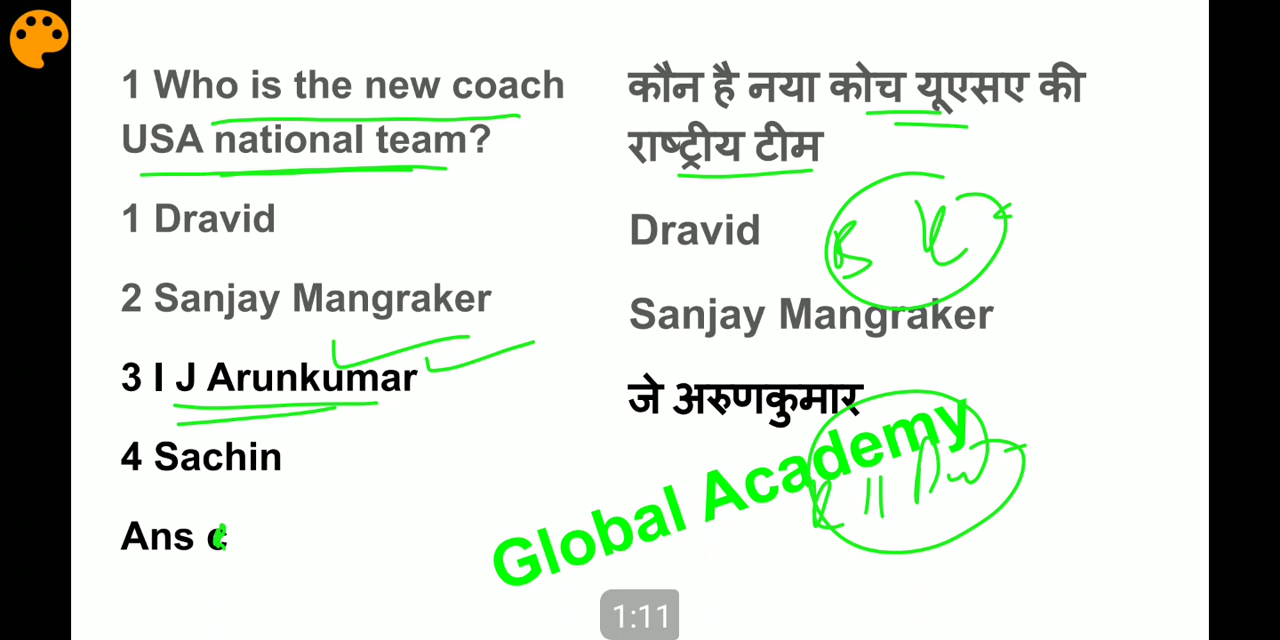 1 Who is the new coach
USA national team?
1 Dravid
2 Sanjay Mangraker
3 I J Arunkumar
4 Sachin
Ans c
कौन है नया कोच यूएसए की
राष्ट्रीय टीम
Dravid
Sanjay Mangraker
जे अरुणकुमार
Global Academy
1:11